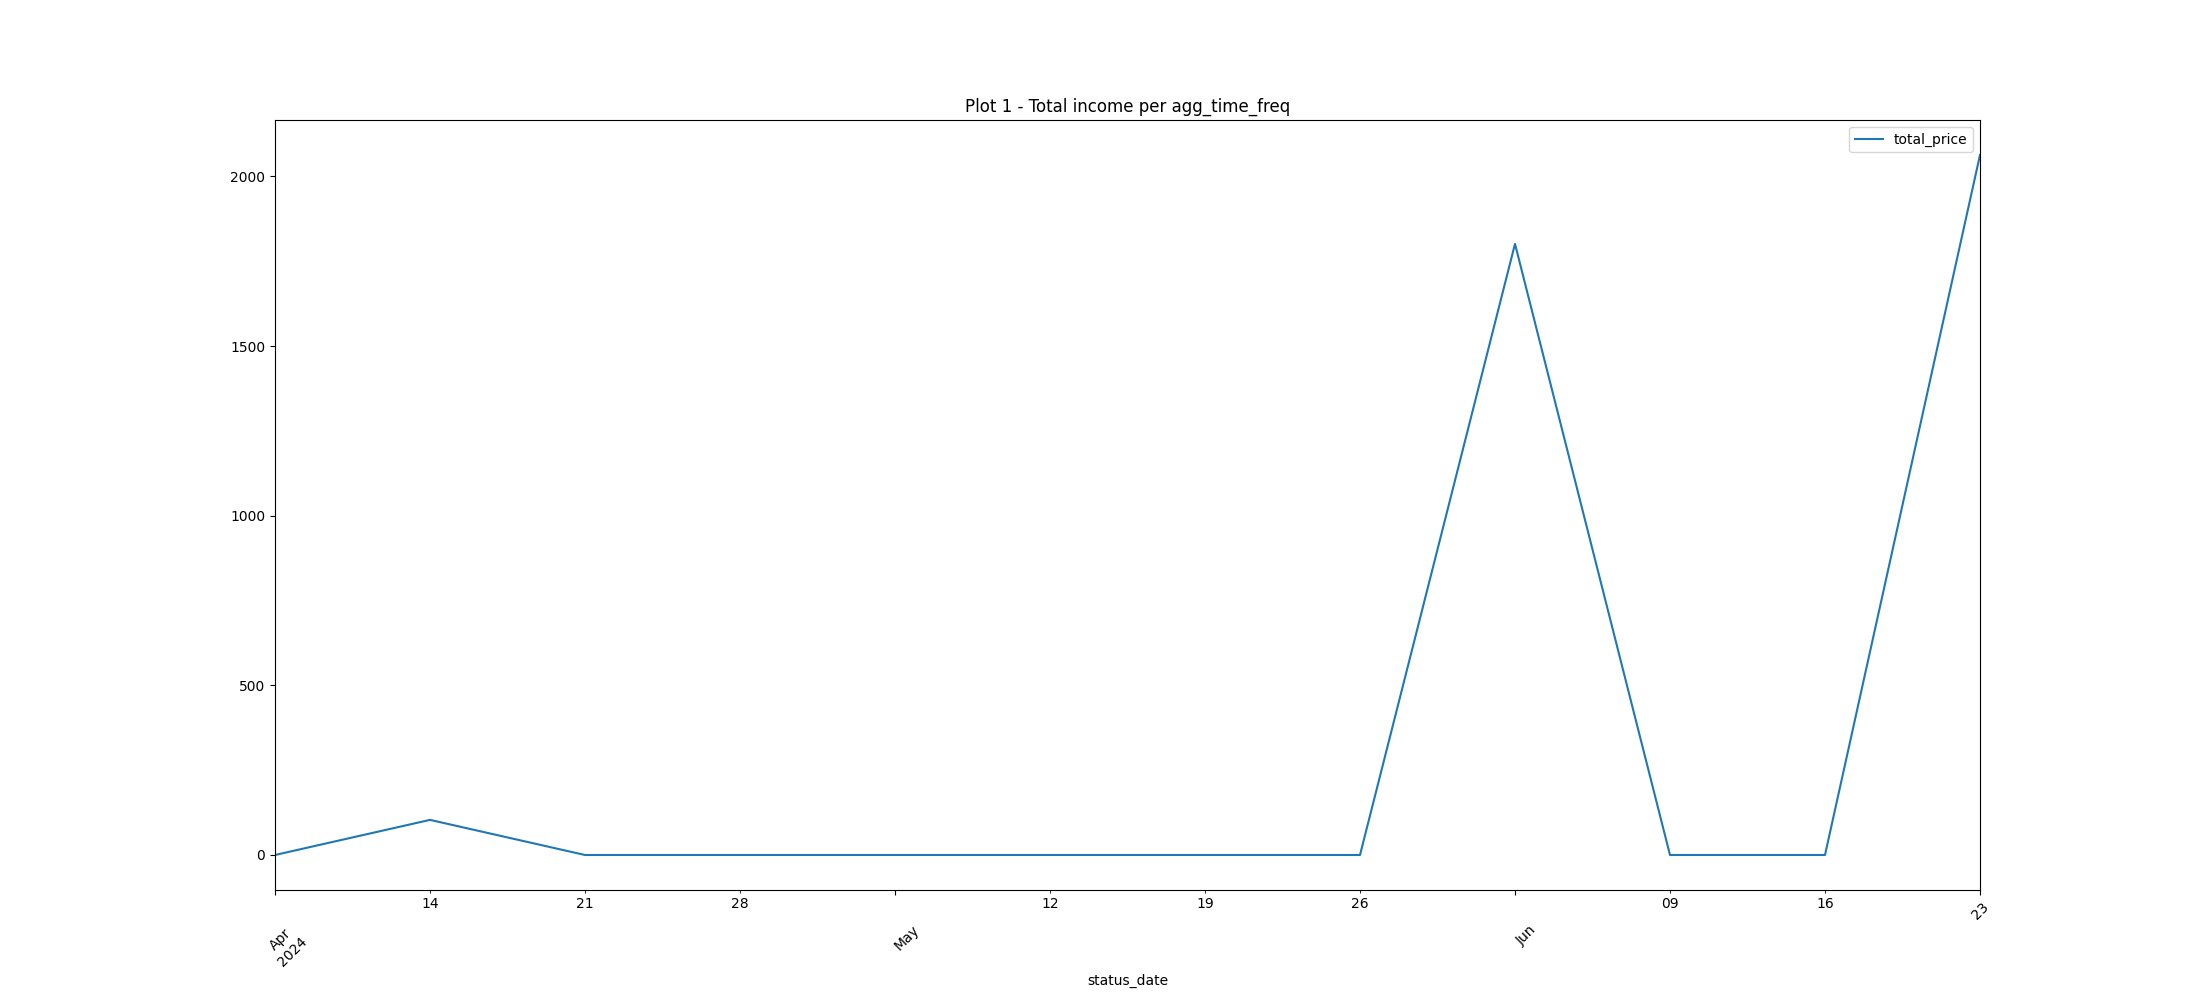 Plot 1 - Total income per agg_time_freq
total_price
2000
1500
1000
500
0
14
21
28
12
19
26
09
16
23
Apr
2024
May
Jun
status_date